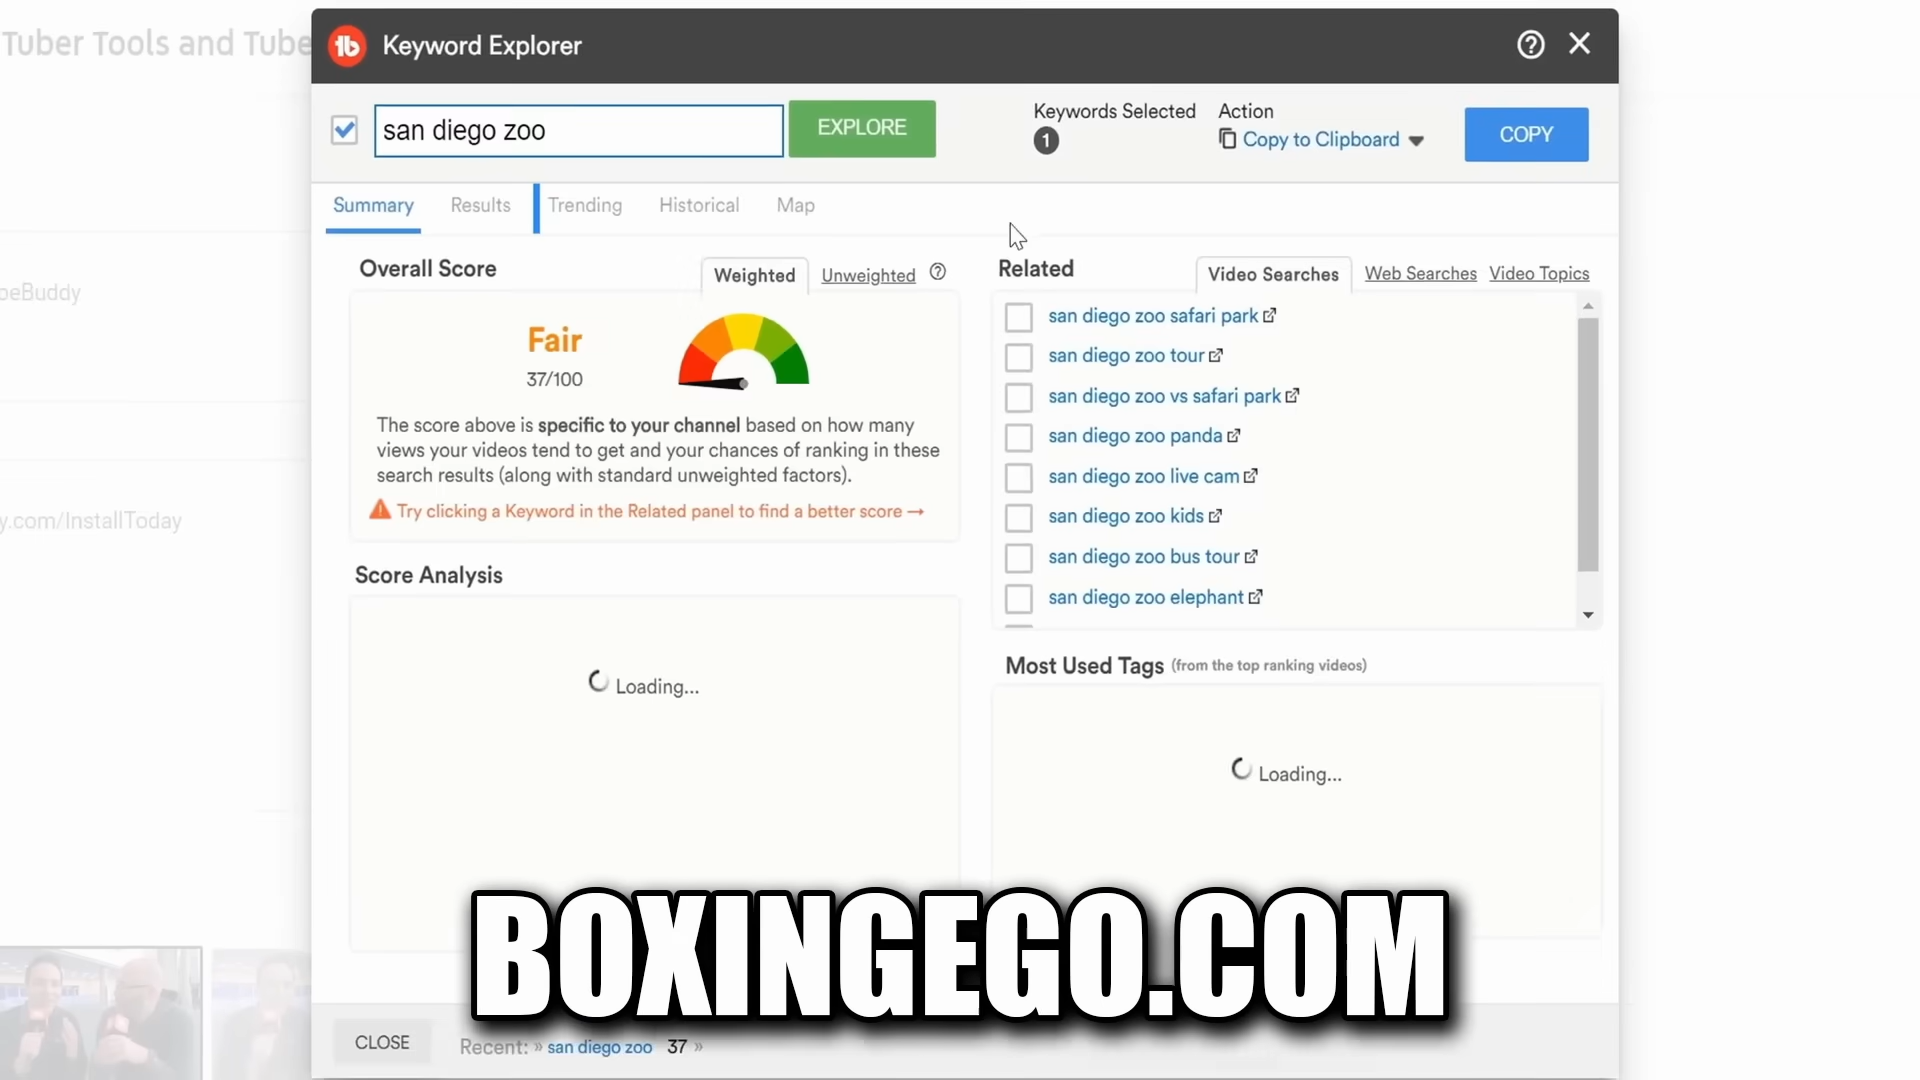 Tuber Tools and Tube
Keyword Explorer
san diego zoo
EXPLORE
Keywords Selected
1
Action
Copy to Clipboard
COPY
Summary
Results
Trending
Historical
Map
Overall Score
Weighted
Unweighted
Fair
37/100
The score above is specific to your channel based on how many
views your videos tend to get and your chances of ranking in these
search results (along with standard unweighted factors).
Try clicking a Keyword in the Related panel to find a better score →
Related
Video Searches
Web Searches
Video Topics
san diego zoo safari park
san diego zoo tour
san diego zoo vs safari park
san diego zoo panda
san diego zoo live cam
san diego zoo kids
san diego zoo bus tour
san diego zoo elephant
Score Analysis
Loading...
Most Used Tags (from the top ranking videos)
Loading...
beBuddy
y.com/InstallToday
BOXINGEGO.COM
CLOSE
Recent: » san diego zoo 37 »